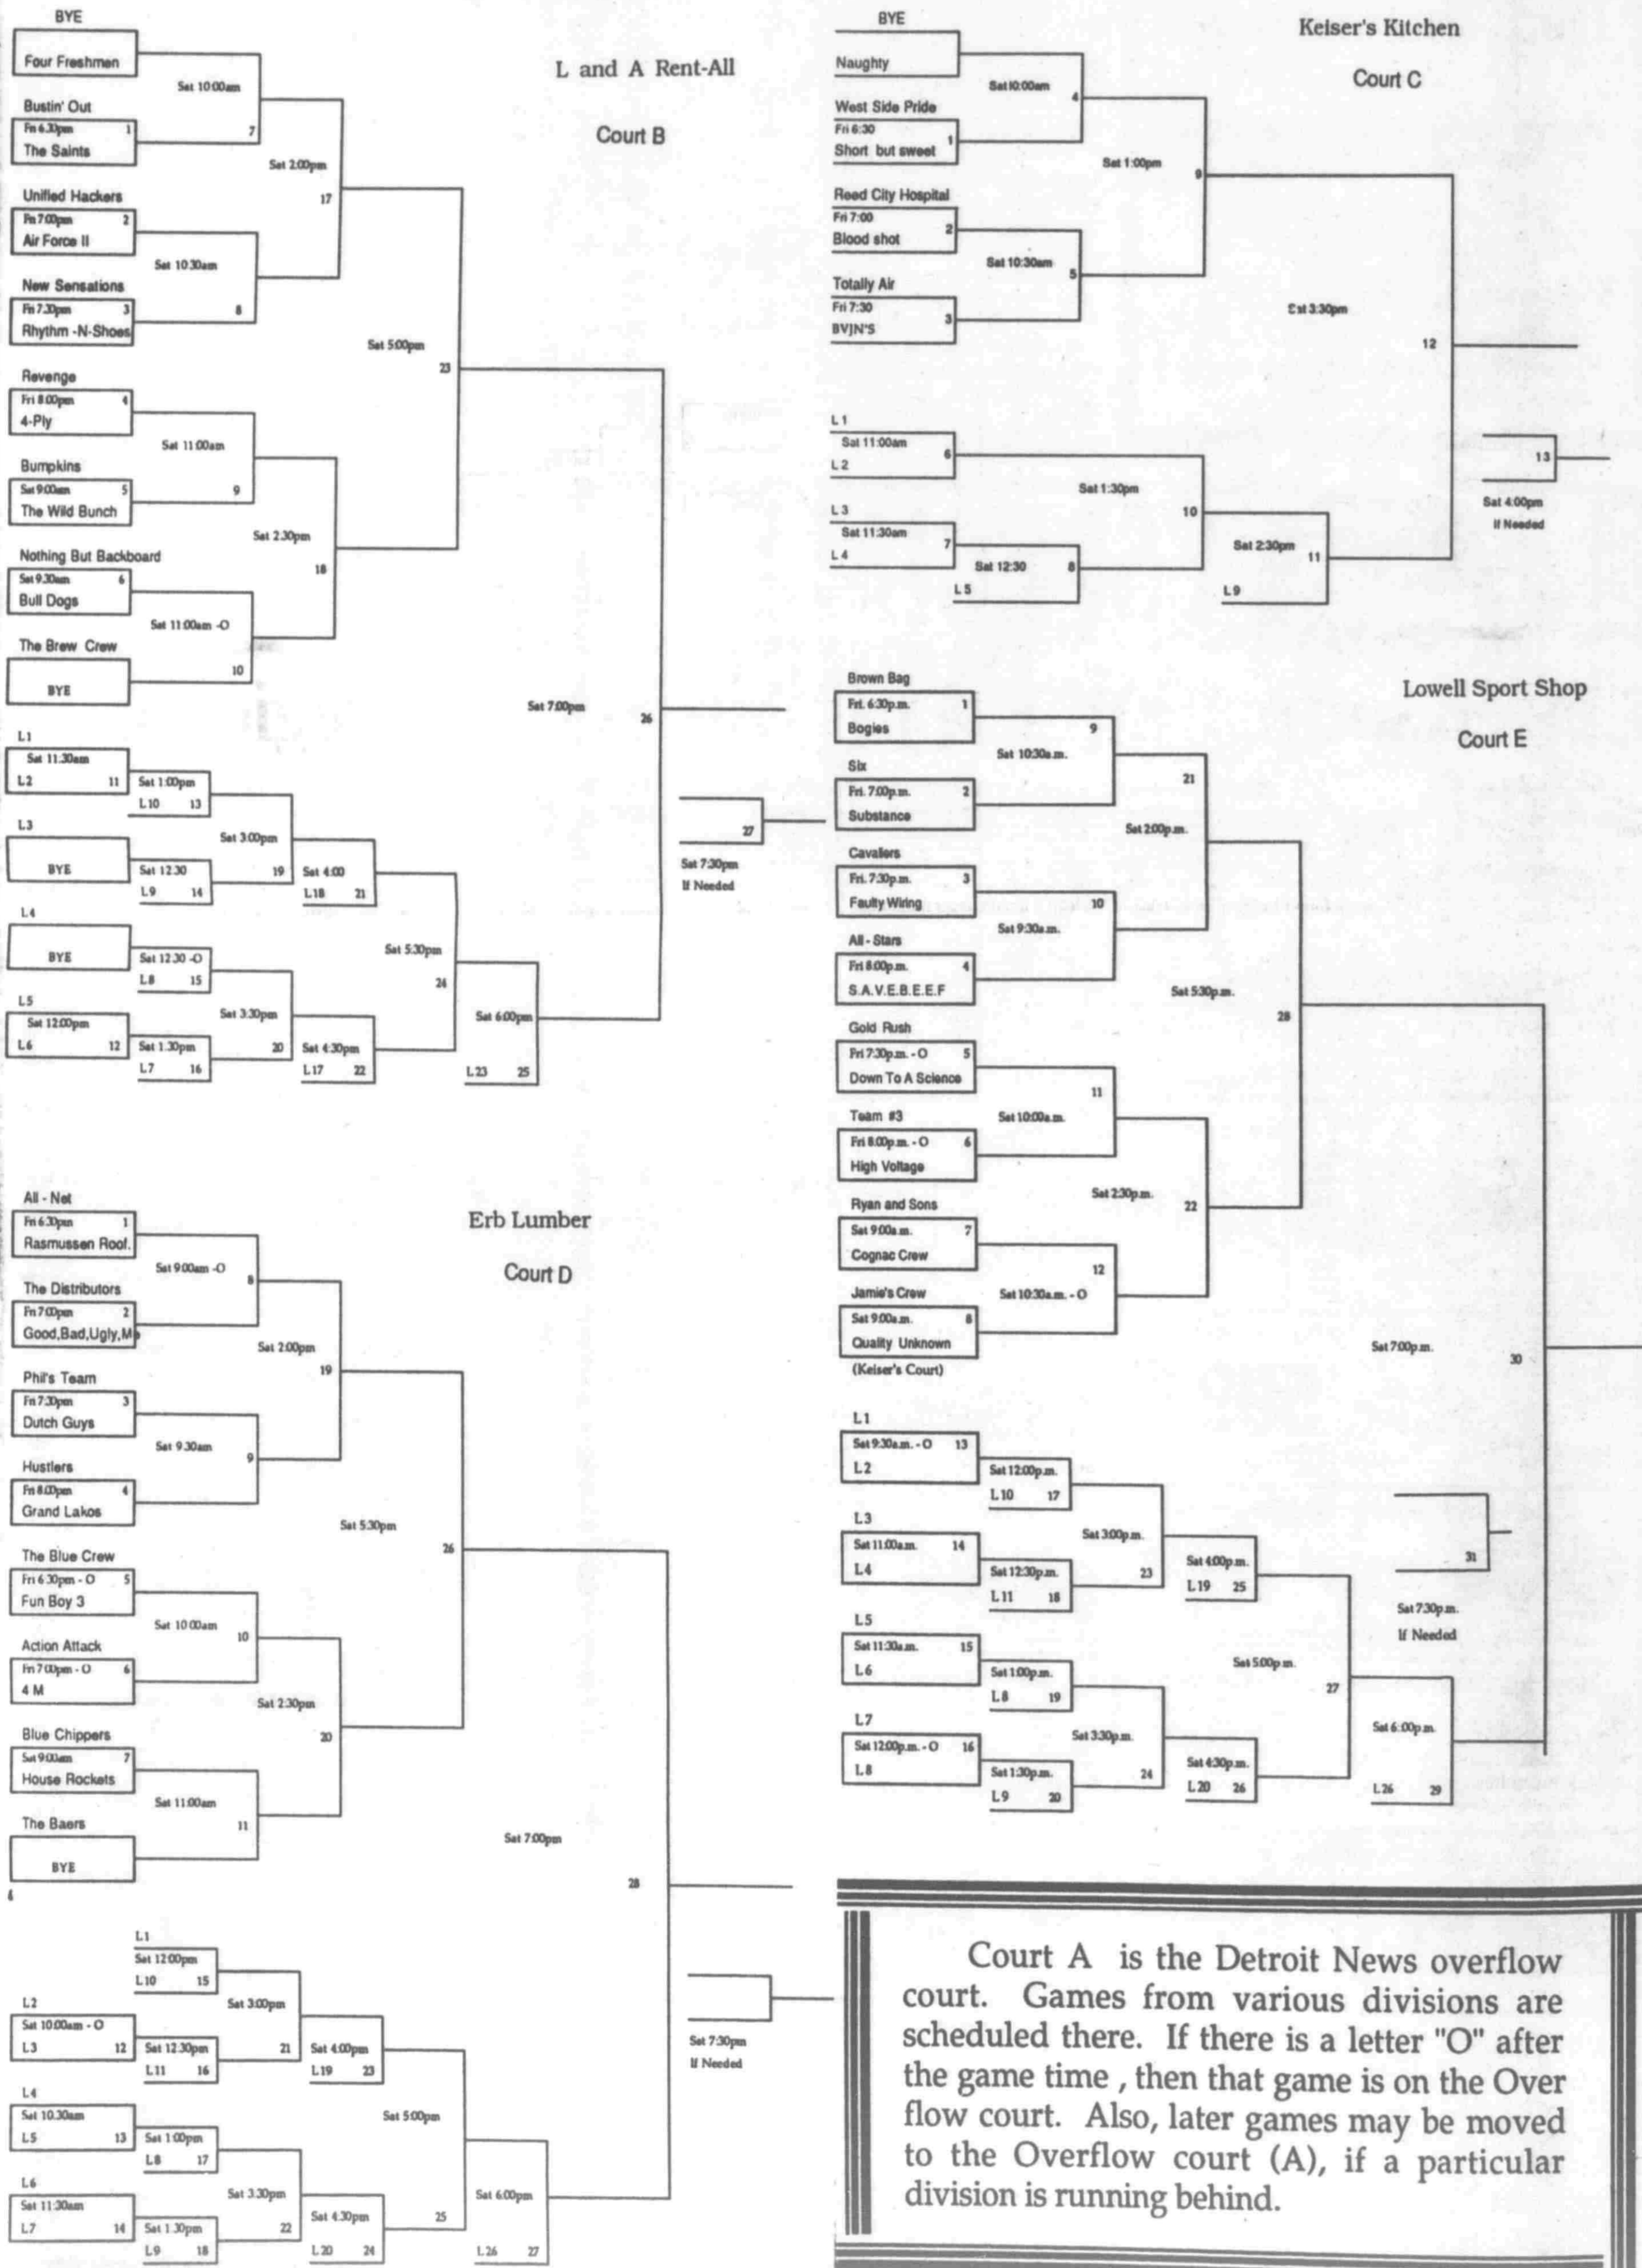 L and A Rent-All
Court B
BYE
Four Freshmen
Sat 10:00am
7
Bustin' Out
Fri 6:30pm 1
The Saints
Sat 2:00pm
17
Unified Hackers
Fri 7:00pm 2
Air Force II
Sat 10:30am
8
New Sensations
Fri 7:30pm 3
Rhythm -N-Shoes
Sat 5:00pm
23
Revenge
Fri 8:00pm 4
4-Ply
Sat 11:00am
9
Bumpkins
Sat 9:00am 5
The Wild Bunch
Sat 2:30pm
18
Nothing But Backboard
Sat 9:30am 6
Bull Dogs
Sat 11:00am -O
10
The Brew Crew
BYE
Sat 7:00pm
26
L1
Sat 11:30am
L2 11
Sat 1:00pm
L10 13
L3
BYE
Sat 3:00pm
19
Sat 12:30
L9 14
Sat 4:00
L18 21
27
Sat 7:30pm
If Needed
L4
BYE
Sat 12:30 -O
L8 15
Sat 5:30pm
24
L5
Sat 12:00pm
L6 12
Sat 3:30pm
20
Sat 1:30pm
L7 16
Sat 4:30pm
L17 22
Sat 6:00pm
L23 25
Keiser's Kitchen
Court C
BYE
Naughty
Sat 10:00am
4
West Side Pride
Fri 6:30
1
Short but sweet
Sat 1:00pm
9
Reed City Hospital
Fri 7:00
2
Blood shot
Sat 10:30am
5
Totally Air
Fri 7:30
3
BVJN'S
Sat 3:30pm
12
L 1
Sat 11:00am
6
L 2
Sat 1:30pm
10
L 3
Sat 11:30am
7
L 4
Sat 12:30
8
L 5
Sat 2:30pm
11
L 9
13
Sat 4:00pm
If Needed
Lowell Sport Shop
Court E
Brown Bag
Fri. 6:30p.m. 1
Bogies
9
Sat 10:30a.m.
Six
Fri. 7:00p.m. 2
Substance
21
Sat 2:00p.m.
Cavaliers
Fri. 7:30p.m. 3
Faulty Wiring
10
Sat 9:30a.m.
All - Stars
Fri 8:00p.m. 4
S.A.V.E.B.E.E.F
Sat 5:30p.m.
28
Gold Rush
Fri 7:30p.m. - O 5
Down To A Science
11
Sat 10:00a.m.
Team #3
Fri 8:00p.m. - O 6
High Voltage
Sat 2:30p.m.
22
Ryan and Sons
Sat 9:00a.m. 7
Cognac Crew
12
Sat 10:30a.m. - O
Jamie's Crew
Sat 9:00a.m. 8
Quality Unknown
(Keiser's Court)
Sat 7:00p.m.
30
L1
Sat 9:30a.m. - O 13
L2
Sat 12:00p.m.
L10 17
L3
Sat 11:00a.m. 14
L4
Sat 3:00p.m.
23
Sat 12:30p.m.
L11 18
Sat 4:00p.m.
L19 25
31
Sat 7:30p.m.
If Needed
L5
Sat 11:30a.m. 15
L6
Sat 1:00p.m.
L8 19
Sat 5:00p.m.
27
L7
Sat 12:00p.m. - O 16
L8
Sat 3:30p.m.
24
Sat 1:30p.m.
L9 20
Sat 4:30p.m.
L20 26
Sat 6:00p.m.
L26 29
Erb Lumber
Court D
All - Net
Fri 6:30pm 1
Rasmussen Roof.
Sat 9:00am -O
8
The Distributors
Fri 7:00pm 2
Good,Bad,Ugly,Mo
Sat 2:00pm
19
Phil's Team
Fri 7:30pm 3
Dutch Guys
Sat 9:30am
9
Hustlers
Fri 8:00pm 4
Grand Lakos
Sat 5:30pm
26
The Blue Crew
Fri 6:30pm - O 5
Fun Boy 3
Sat 10:00am
10
Action Attack
Fri 7:00pm - O 6
4 M
Sat 2:30pm
20
Blue Chippers
Sat 9:00am 7
House Rockets
Sat 11:00am
11
The Baers
BYE
Sat 7:00pm
28
L1
Sat 12:00pm
L10 15
L2
Sat 10:00am - O
L3 12
Sat 3:00pm
21
Sat 12:30pm
L11 16
Sat 4:00pm
L19 23
Sat 7:30pm
If Needed
L4
Sat 10:30am
L5 13
Sat 1:00pm
L8 17
Sat 5:00pm
25
L6
Sat 11:30am
L7 14
Sat 3:30pm
22
Sat 1:30pm
L9 18
Sat 4:30pm
L20 24
Sat 6:00pm
L26 27
Court A is the Detroit News overflow
court. Games from various divisions are
scheduled there. If there is a letter "O" after
the game time , then that game is on the Over
flow court. Also, later games may be moved
to the Overflow court (A), if a particular
division is running behind.